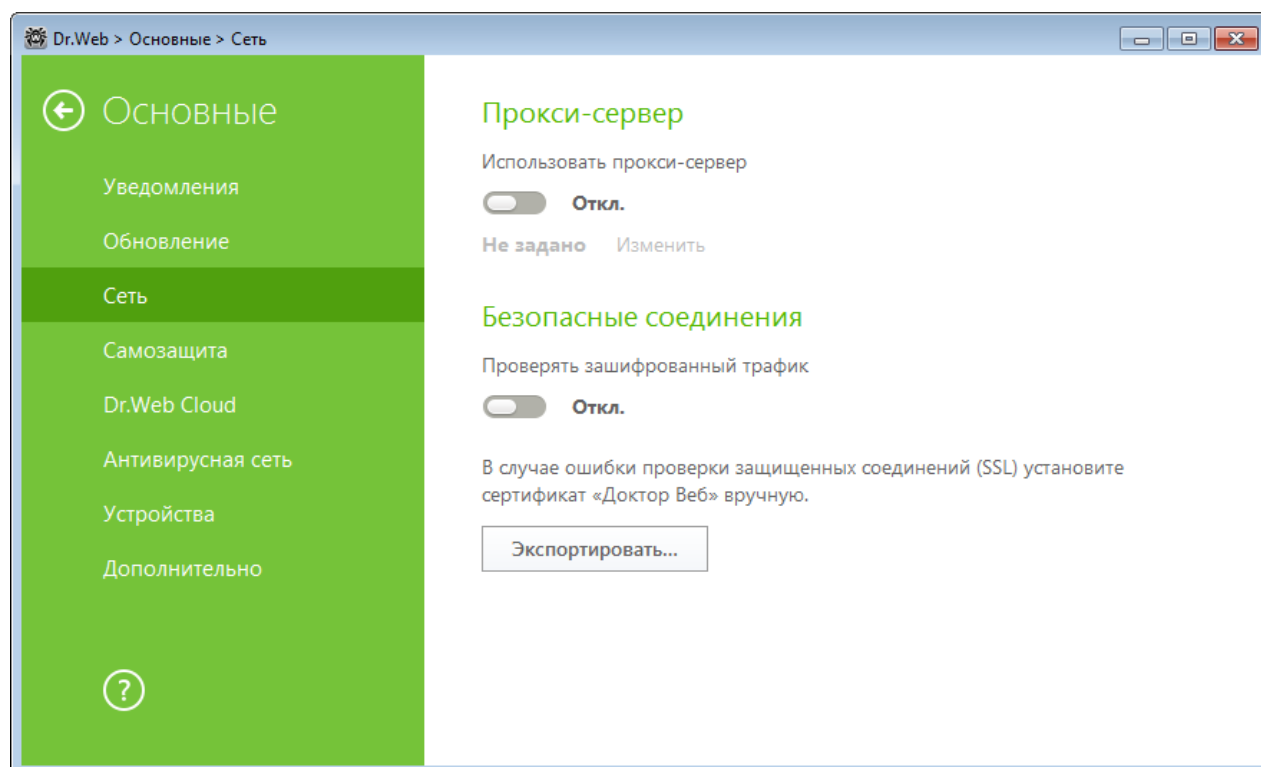 Dr.Web > Основные > Сеть
Основные
Уведомления
Обновление
Сеть
Самозащита
Dr.Web Cloud
Антивирусная сеть
Устройства
Дополнительно
?
Прокси-сервер
Использовать прокси-сервер
Откл.
Не задано Изменить
Безопасные соединения
Проверять зашифрованный трафик
Откл.
В случае ошибки проверки защищенных соединений (SSL) установите
сертификат «Доктор Веб» вручную.
Экспортировать...